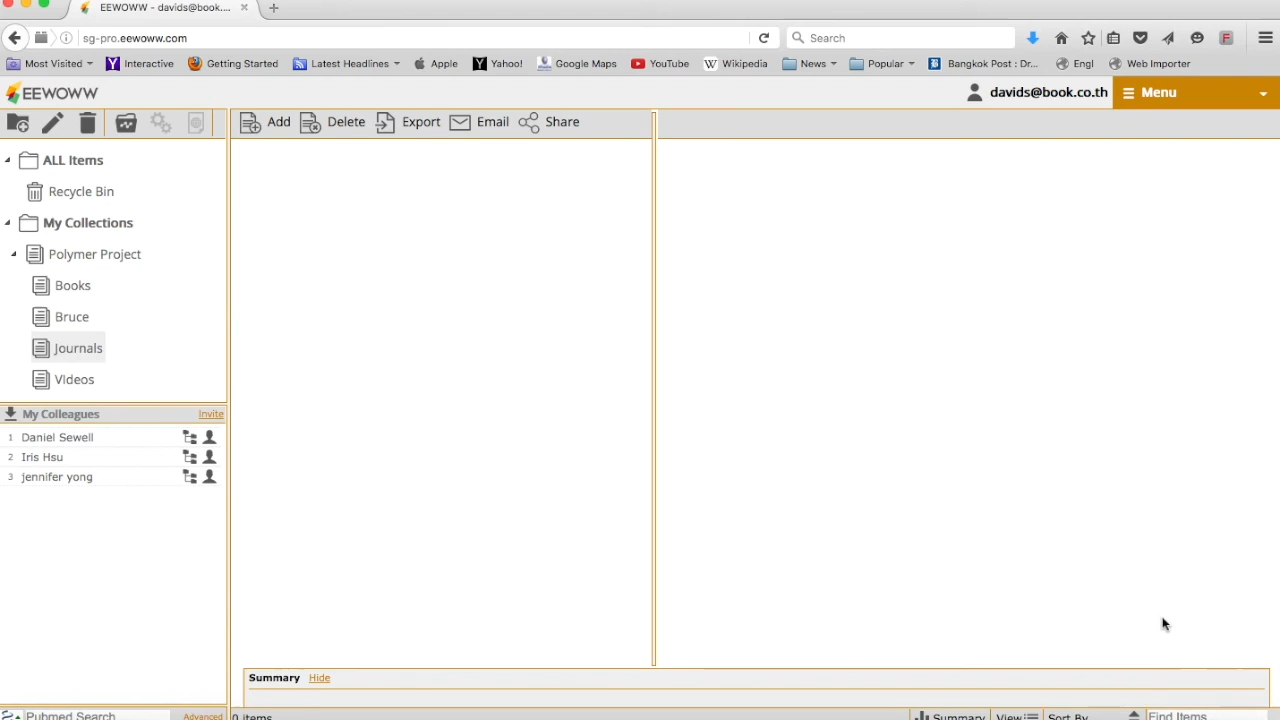 EEWOWW - davids@book....
sg-pro.eewoww.com
Search
Most Visited
Interactive
Getting Started
Latest Headlines
Apple
Yahoo!
Google Maps
YouTube
Wikipedia
News
Popular
Bangkok Post : Dr...
Engl
Web Importer
EEWOWW
davids@book.co.th
Menu
Add
Delete
Export
Email
Share
ALL Items
Recycle Bin
My Collections
Polymer Project
Books
Bruce
Journals
Videos
My Colleagues
Invite
1 Daniel Sewell
2 Iris Hsu
3 jennifer yong
Summary Hide
Pubmed Search
Advanced
0 items
Summary
View
Sort By
Find Items